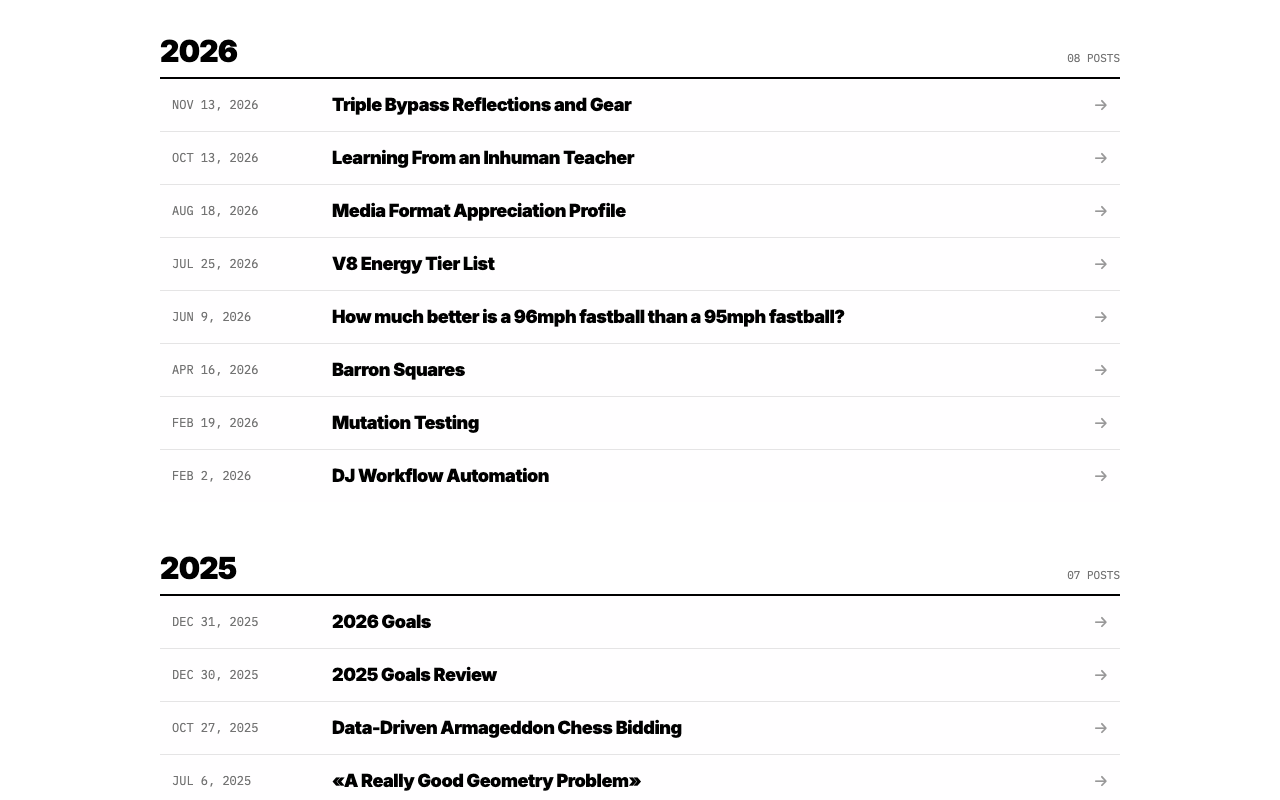 2026
08 POSTS
NOV 13, 2026 Triple Bypass Reflections and Gear →
OCT 13, 2026 Learning From an Inhuman Teacher →
AUG 18, 2026 Media Format Appreciation Profile →
JUL 25, 2026 V8 Energy Tier List →
JUN 9, 2026 How much better is a 96mph fastball than a 95mph fastball? →
APR 16, 2026 Barron Squares →
FEB 19, 2026 Mutation Testing →
FEB 2, 2026 DJ Workflow Automation →
2025
07 POSTS
DEC 31, 2025 2026 Goals →
DEC 30, 2025 2025 Goals Review →
OCT 27, 2025 Data-Driven Armageddon Chess Bidding →
JUL 6, 2025 «A Really Good Geometry Problem» →